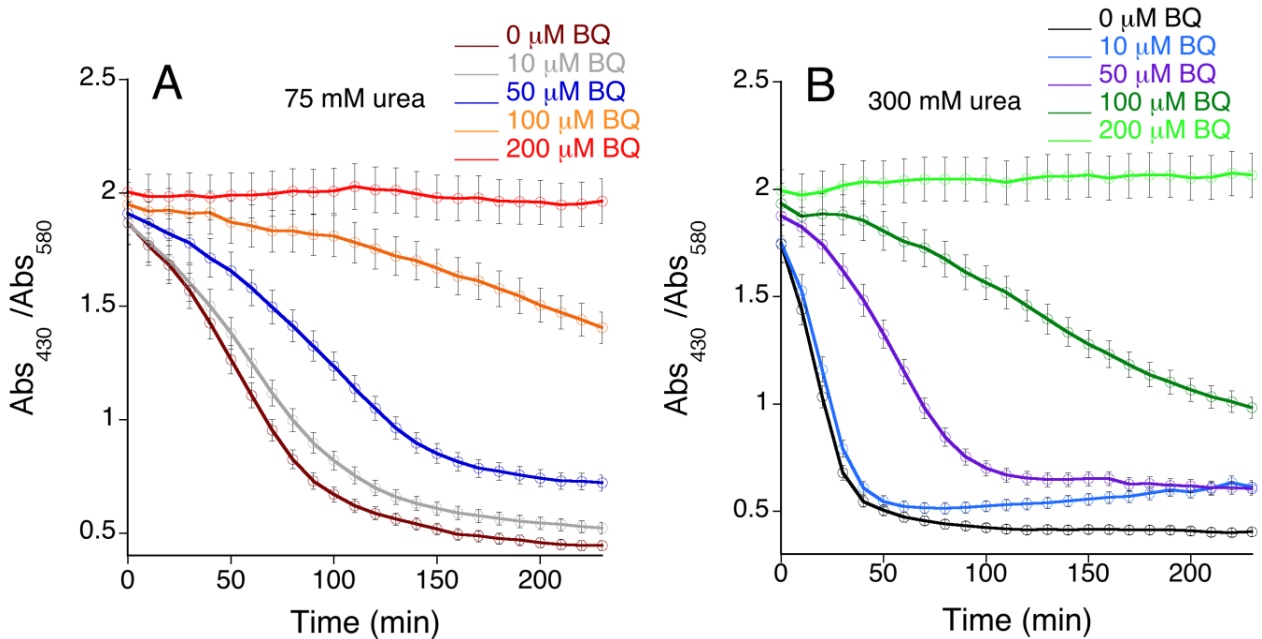 A
75 mM urea
0 μM BQ
10 μM BQ
50 μM BQ
100 μM BQ
200 μM BQ
2.5
2
1.5
1
0.5
Abs430 /Abs580
0 50 100 150 200
Time (min)
B
300 mM urea
0 μM BQ
10 μM BQ
50 μM BQ
100 μM BQ
200 μM BQ
2.5
2
1.5
1
0.5
Abs430 /Abs580
0 50 100 150 200
Time (min)